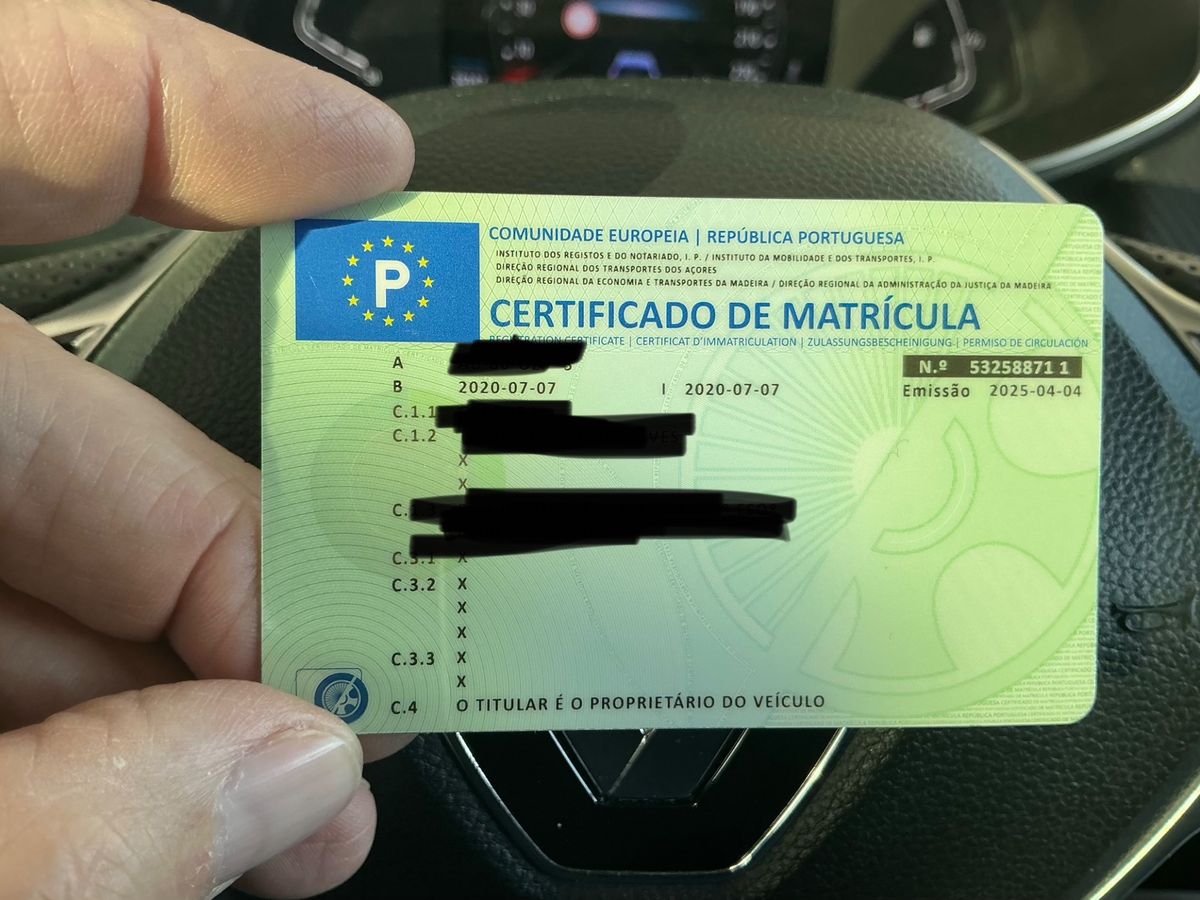 P
COMUNIDADE EUROPEIA | REPÚBLICA PORTUGUESA
INSTITUTO DOS REGISTOS E DO NOTARIADO, I. P. / INSTITUTO DA MOBILIDADE E DOS TRANSPORTES, I. P.
DIREÇÃO REGIONAL DOS TRANSPORTES DOS AÇORES
DIREÇÃO REGIONAL DA ECONOMIA E TRANSPORTES DA MADEIRA / DIREÇÃO REGIONAL DA ADMINISTRAÇÃO DA JUSTIÇA DA MADEIRA
CERTIFICADO DE MATRÍCULA
REGISTRATION CERTIFICATE | CERTIFICAT D'IMMATRICULATION | ZULASSUNGSBESCHEINIGUNG | PERMISO DE CIRCULACIÓN
A N.º 53258871 1
B 2020-07-07 I 2020-07-07 Emissão 2025-04-04
C.1.1
C.1.2
X
X
C.3.1 X
C.3.2 X
X
X
C.3.3 X
X
C.4 O TITULAR É O PROPRIETÁRIO DO VEÍCULO